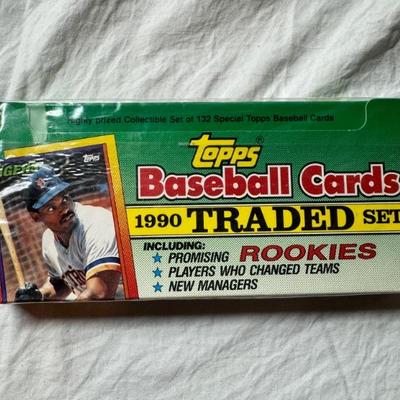 Highly prized Collectible Set of 132 Special Topps Baseball Cards
topps®
Baseball Cards
1990 TRADED SET
INCLUDING:
★ PROMISING ROOKIES
★ PLAYERS WHO CHANGED TEAMS
★ NEW MANAGERS
topps